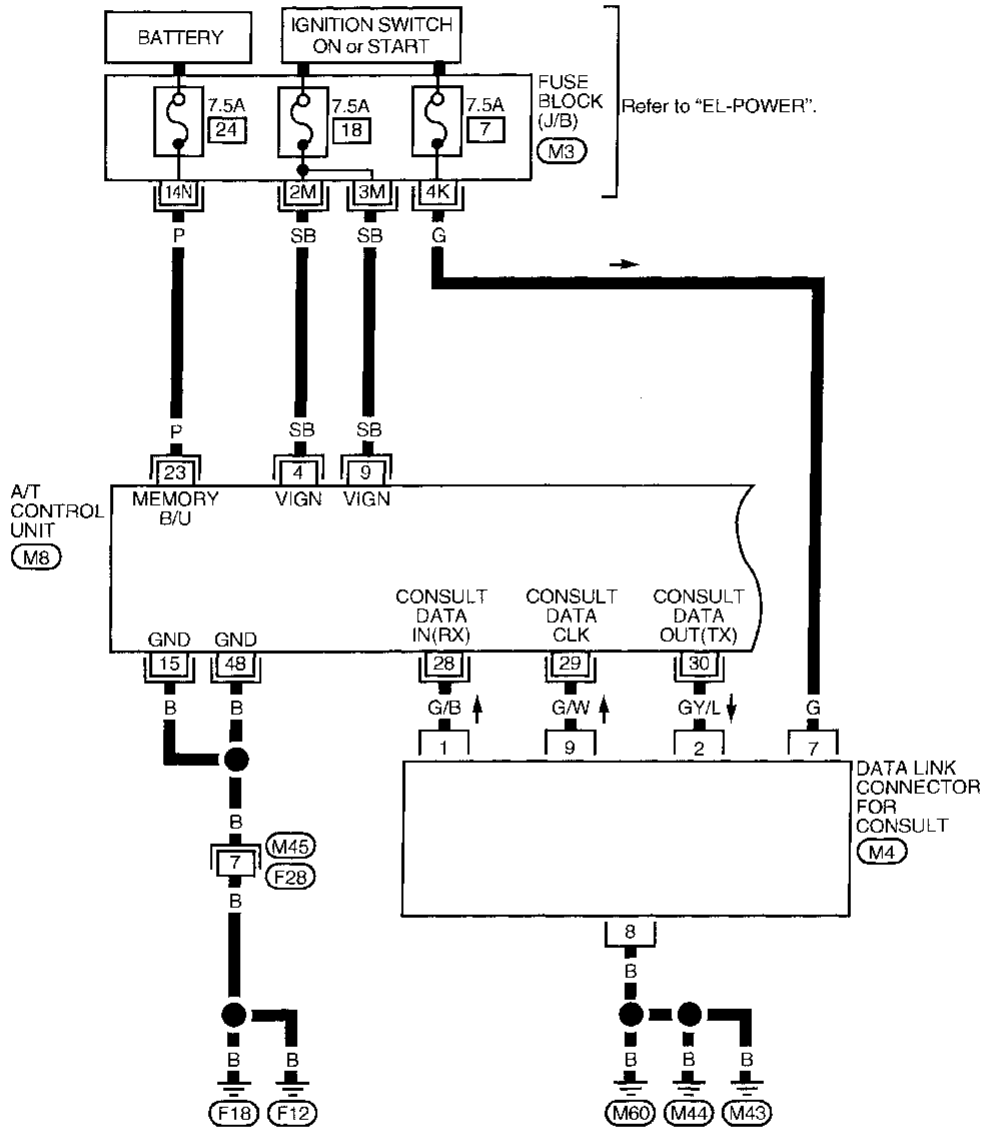 BATTERY
IGNITION SWITCH
ON or START
FUSE
BLOCK
(J/B)
M3
Refer to "EL-POWER".
7.5A
24
7.5A
18
7.5A
7
14N
2M
3M
4K
P
SB
SB
G
P
SB
SB
23
4
9
A/T
CONTROL
UNIT
M8
MEMORY
B/U
VIGN
VIGN
CONSULT
DATA
IN(RX)
CONSULT
DATA
CLK
CONSULT
DATA
OUT(TX)
GND
GND
15
48
28
29
30
B
B
G/B
G/W
GY/L
G
1
9
2
7
DATA LINK
CONNECTOR
FOR
CONSULT
M4
B
7
M45
F28
B
8
B
B
B
B
B
B
F18
F12
M60
M44
M43